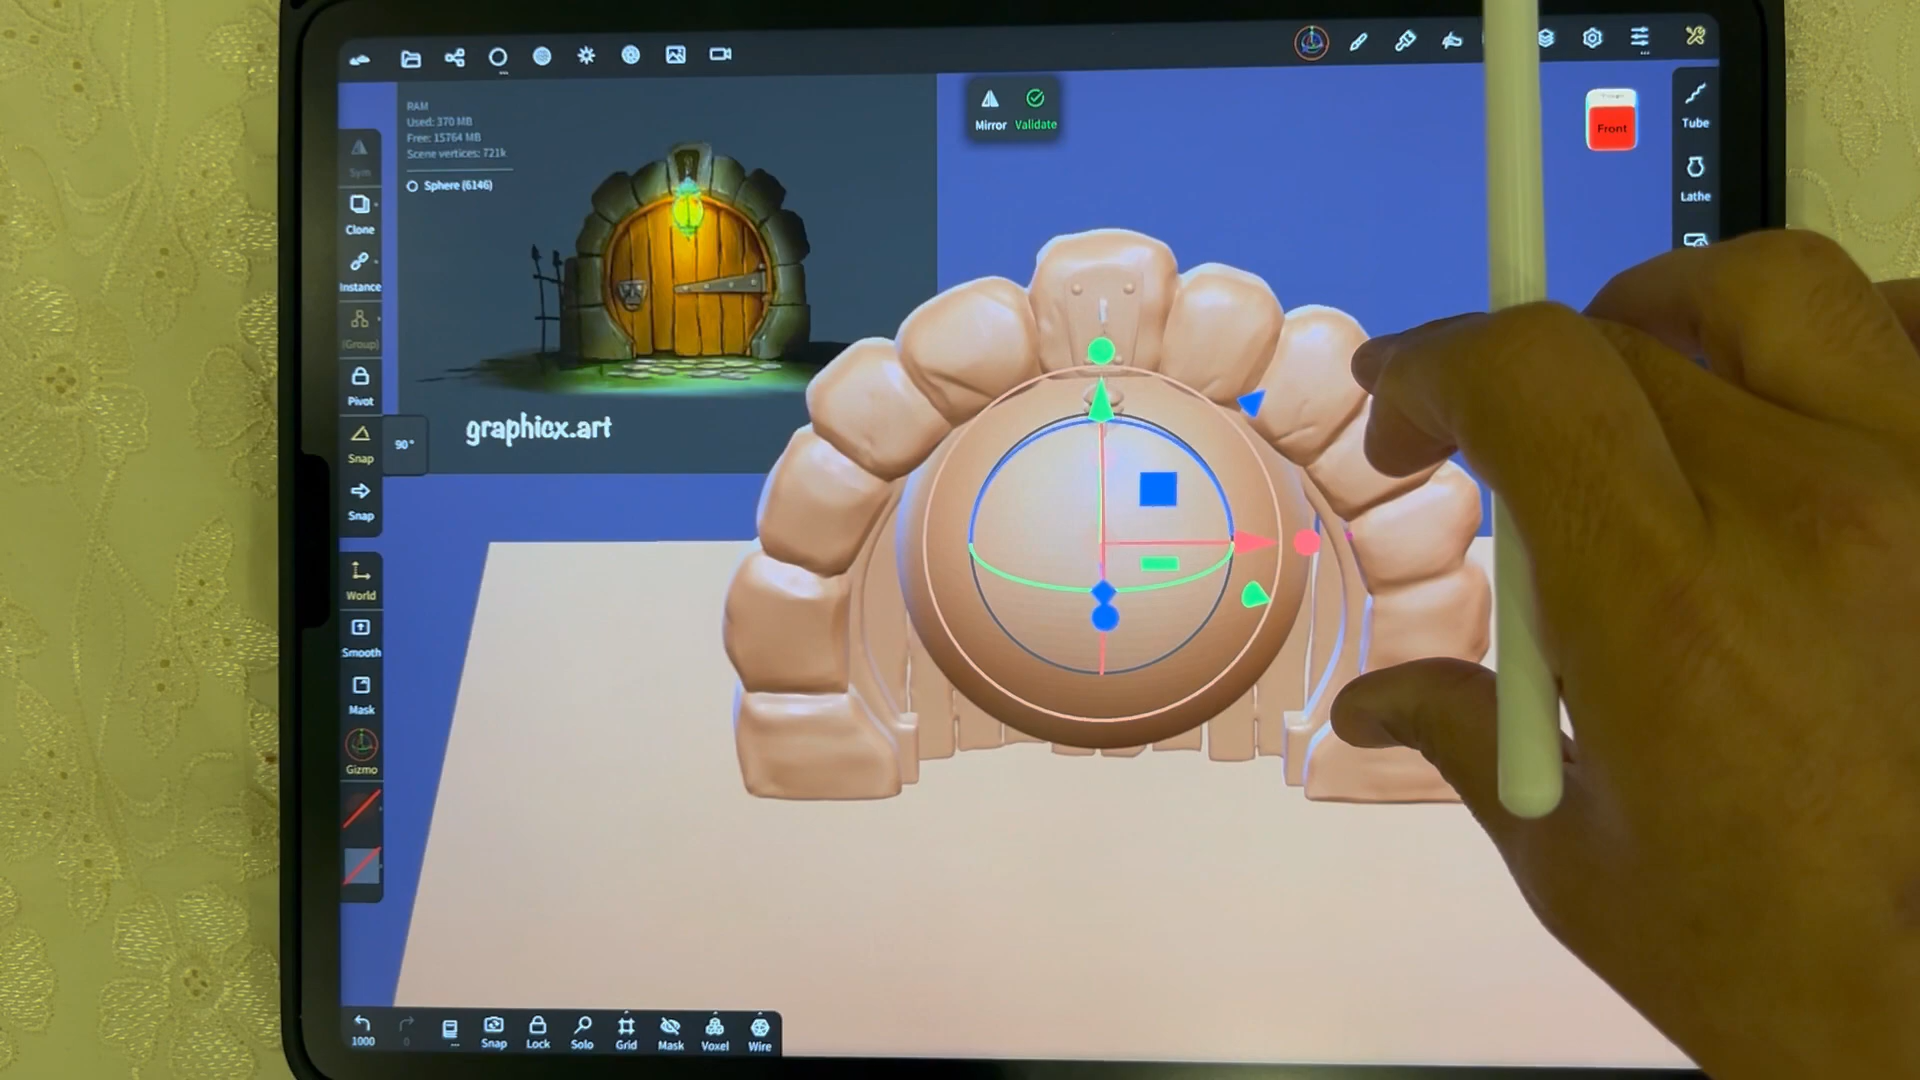 RAM
Used: 370 MB
Free: 15764 MB
Scene vertices: 721k
Sphere (6146)
Mirror
Validate
Front
Tube
Lathe
Sym
Clone
Instance
(Group)
Pivot
Snap
90°
Snap
World
Smooth
Mask
Gizmo
graphicx.art
1000
0
Snap
Lock
Solo
Grid
Mask
Voxel
Wire